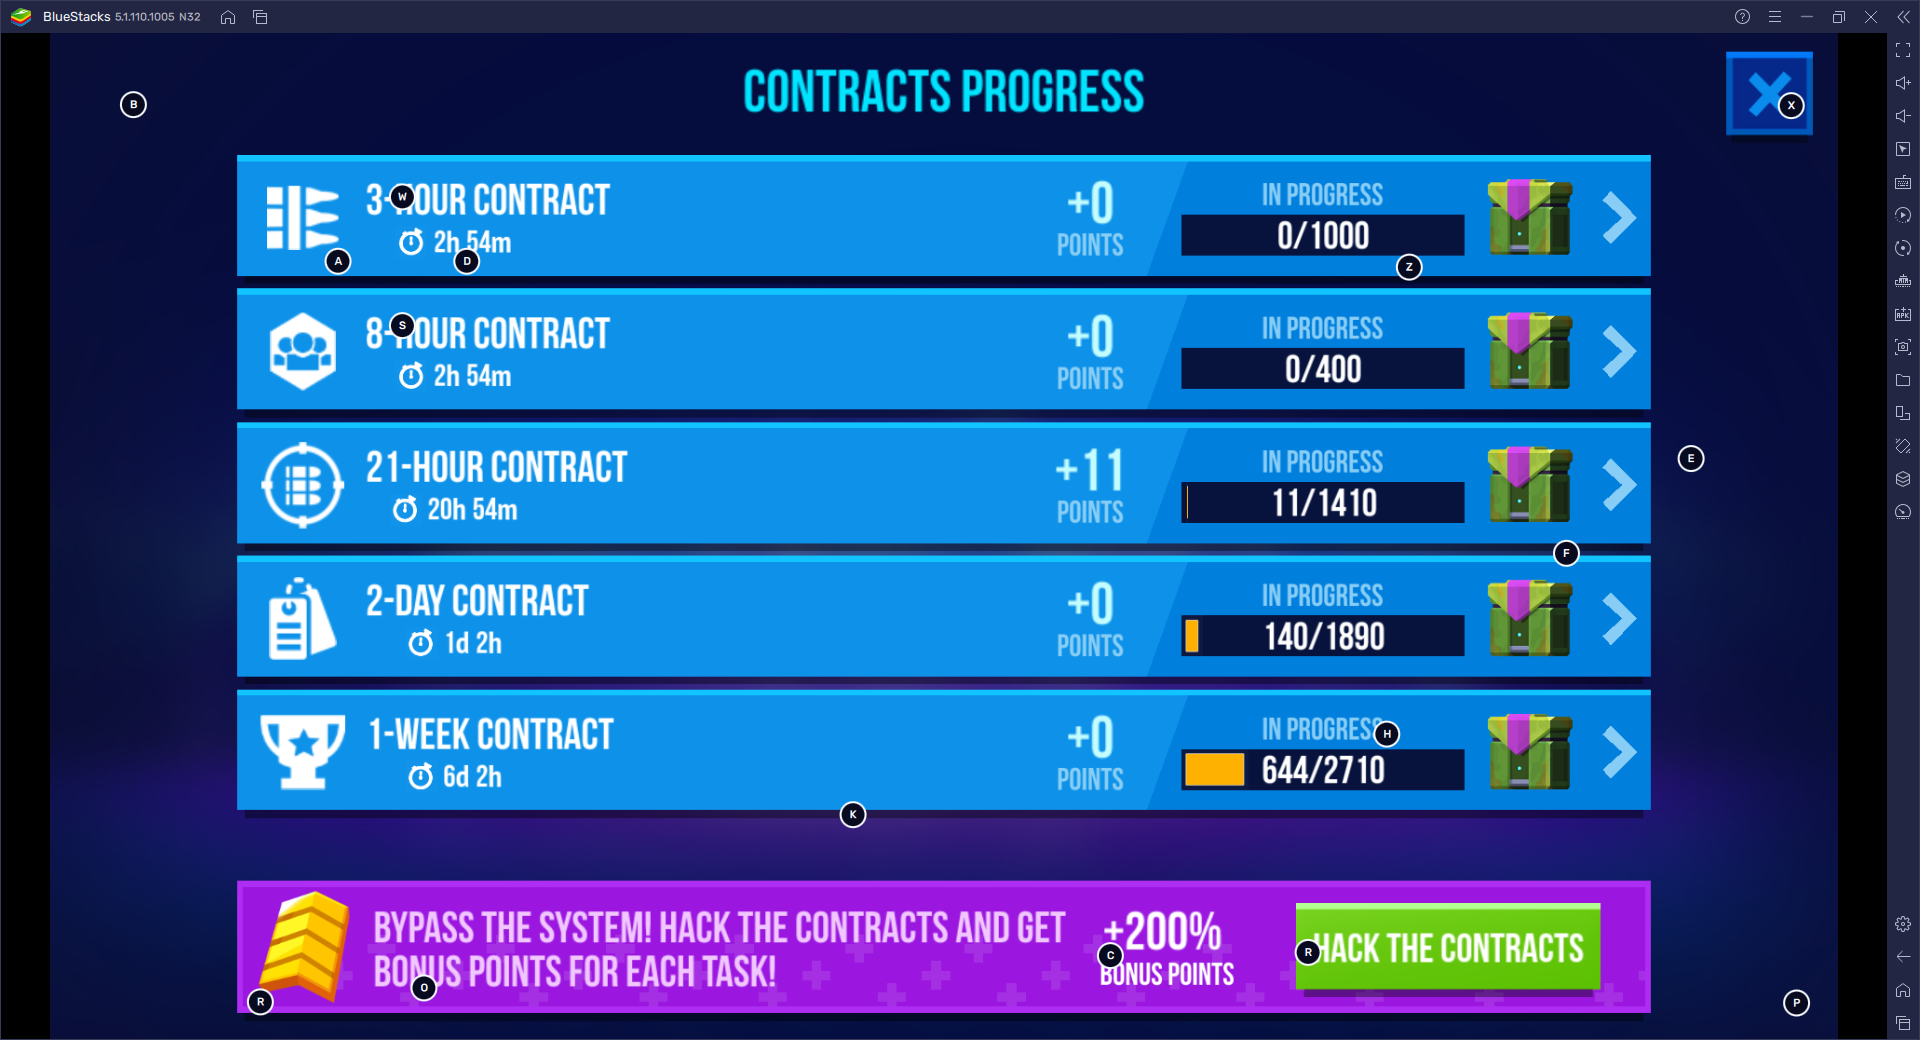 BlueStacks 5.1.110.1005 N32
CONTRACTS PROGRESS
B
X
3-HOUR CONTRACT
W
2h 54m
A
D
+0
POINTS
IN PROGRESS
0/1000
Z
8-HOUR CONTRACT
S
2h 54m
+0
POINTS
IN PROGRESS
0/400
21-HOUR CONTRACT
20h 54m
+11
POINTS
IN PROGRESS
11/1410
E
F
2-DAY CONTRACT
1d 2h
+0
POINTS
IN PROGRESS
140/1890
1-WEEK CONTRACT
6d 2h
+0
POINTS
IN PROGRESS
H
644/2710
K
BYPASS THE SYSTEM! HACK THE CONTRACTS AND GET
BONUS POINTS FOR EACH TASK!
R
O
+200%
C
BONUS POINTS
R
HACK THE CONTRACTS
P